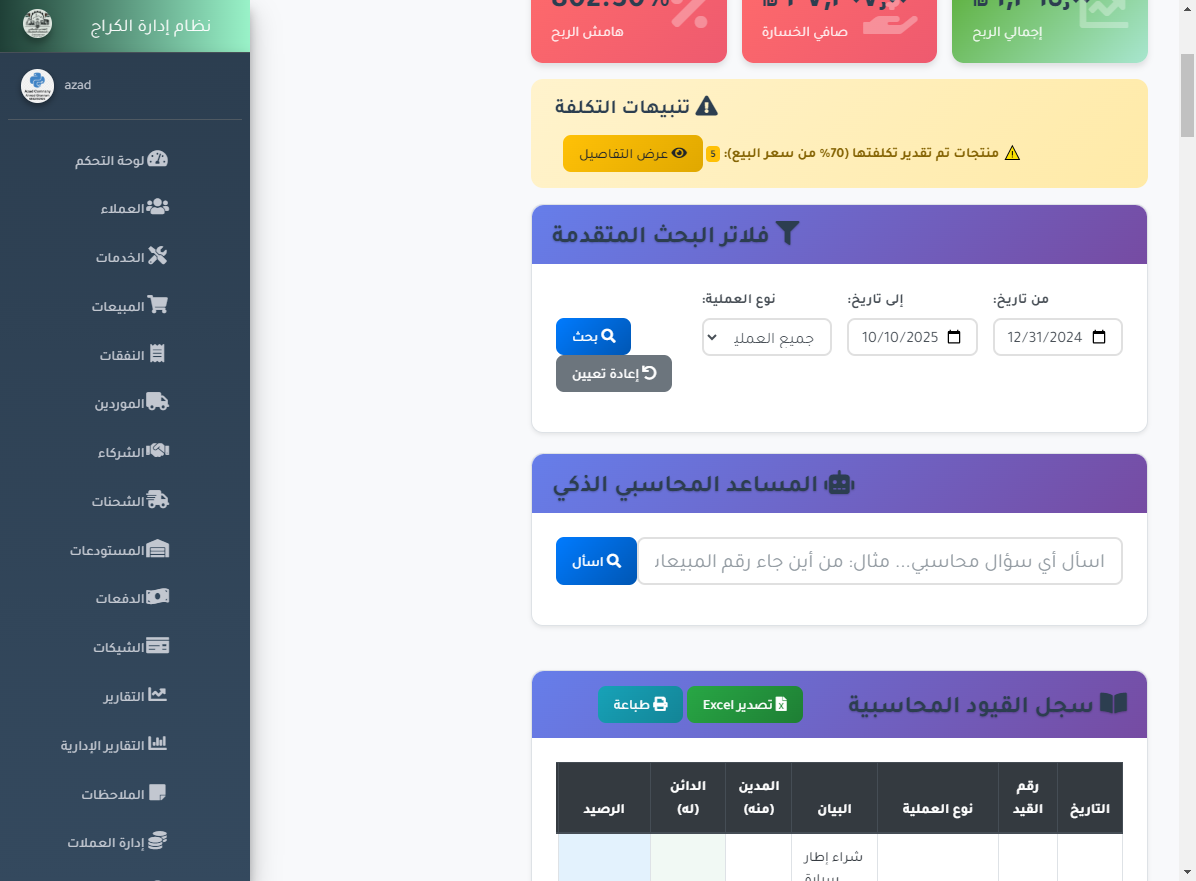 نظام إدارة الكراج
azad
لوحة التحكم
العملاء
الخدمات
المبيعات
النفقات
الموردين
الشركاء
الشحنات
المستودعات
الدفعات
الشيكات
التقارير
التقارير الإدارية
الملاحظات
إدارة العملات
إجمالي الربح
صافي الخسارة
هامش الربح
تنبيهات التكلفة
منتجات تم تقدير تكلفتها (70% من سعر البيع): 5 عرض التفاصيل
فلاتر البحث المتقدمة
من تاريخ: إلى تاريخ: نوع العملية:
12/31/2024 10/10/2025 جميع العملي بحث
إعادة تعيين
المساعد المحاسبي الذكي
اسأل أي سؤال محاسبي... مثال: من أين جاء رقم المبيعات اسأل
سجل القيود المحاسبية تصدير Excel طباعة
التاريخ رقم القيد نوع العملية البيان المدين (منه) الدائن (له) الرصيد
شراء إطار
سيارة